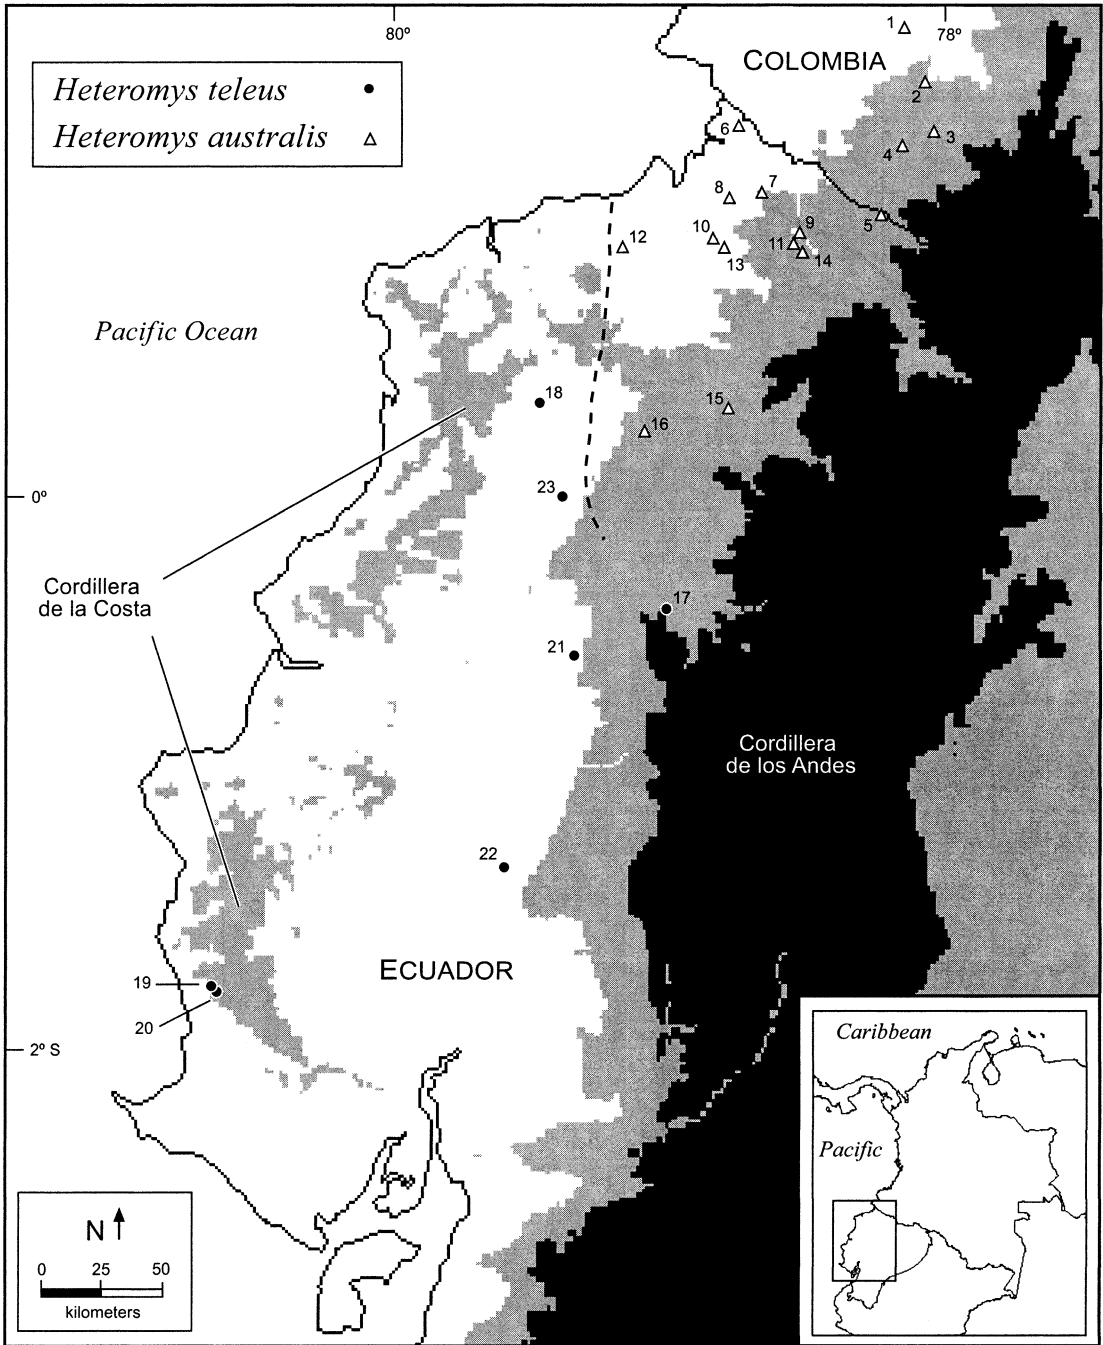 80º
78º
1
COLOMBIA
Heteromys teleus
Heteromys australis
2
6
3
4
7
8
5
9
10
12
11
13
14
Pacific Ocean
18
15
16
0º
23
Cordillera
de la Costa
17
21
Cordillera
de los Andes
22
ECUADOR
19
20
2º S
Caribbean
Pacific
N
0 25 50
kilometers